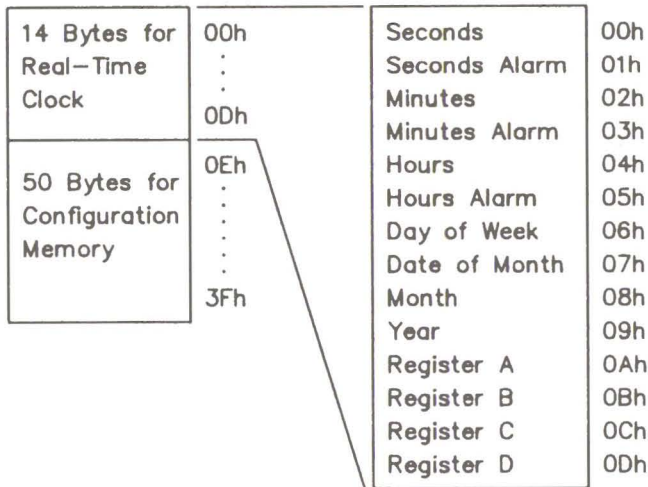 14 Bytes for
Real-Time
Clock
00h
:
:
0Dh
50 Bytes for
Configuration
Memory
0Eh
:
:
:
3Fh
Seconds 00h
Seconds Alarm 01h
Minutes 02h
Minutes Alarm 03h
Hours 04h
Hours Alarm 05h
Day of Week 06h
Date of Month 07h
Month 08h
Year 09h
Register A 0Ah
Register B 0Bh
Register C 0Ch
Register D 0Dh